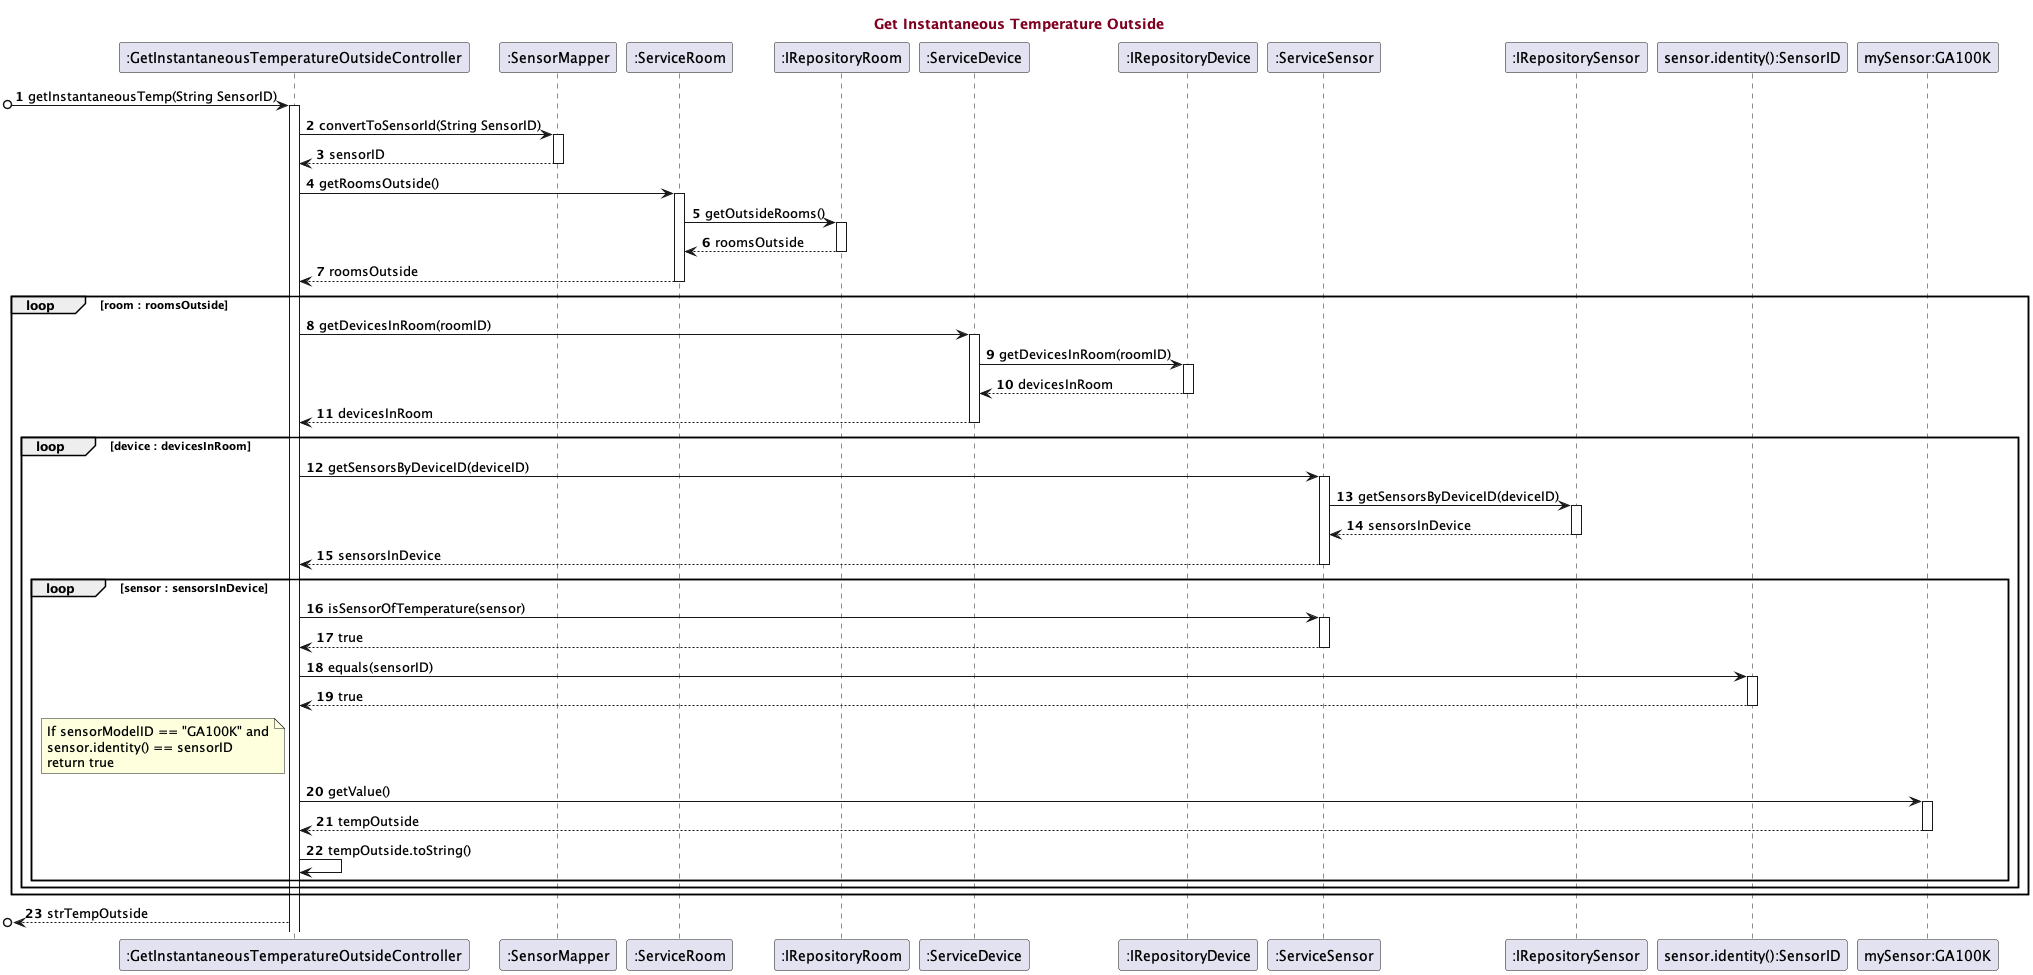 Get Instantaneous Temperature Outside
:GetInstantaneousTemperatureOutsideController :SensorMapper :ServiceRoom :IRepositoryRoom :ServiceDevice :IRepositoryDevice :ServiceSensor :IRepositorySensor sensor.identity():SensorID mySensor:GA100K
1 getInstantaneousTemp(String SensorID)
2 convertToSensorId(String SensorID)
3 sensorID
4 getRoomsOutside()
5 getOutsideRooms()
6 roomsOutside
7 roomsOutside
loop [room : roomsOutside]
8 getDevicesInRoom(roomID)
9 getDevicesInRoom(roomID)
10 devicesInRoom
11 devicesInRoom
loop [device : devicesInRoom]
12 getSensorsByDeviceID(deviceID)
13 getSensorsByDeviceID(deviceID)
14 sensorsInDevice
15 sensorsInDevice
loop [sensor : sensorsInDevice]
16 isSensorOfTemperature(sensor)
17 true
18 equals(sensorID)
19 true
If sensorModelID == "GA100K" and
sensor.identity() == sensorID
return true
20 getValue()
21 tempOutside
22 tempOutside.toString()
23 strTempOutside
:GetInstantaneousTemperatureOutsideController :SensorMapper :ServiceRoom :IRepositoryRoom :ServiceDevice :IRepositoryDevice :ServiceSensor :IRepositorySensor sensor.identity():SensorID mySensor:GA100K